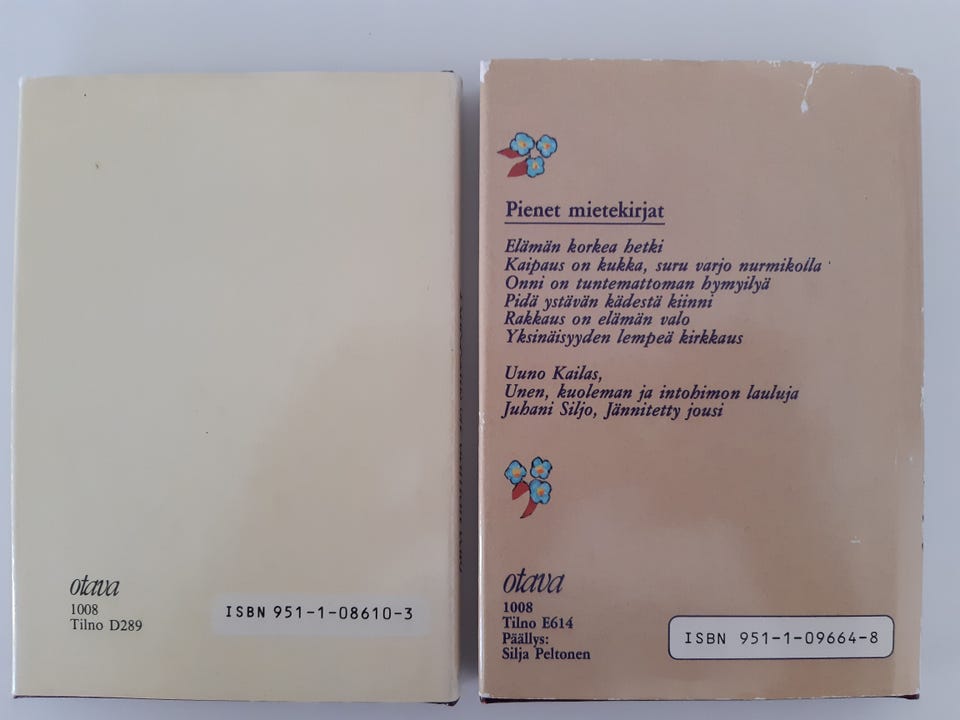 otava
1008
Tilno D289
ISBN 951-1-08610-3
Pienet mietekirjat
Elämän korkea hetki
Kaipaus on kukka, suru varjo nurmikolla
Onni on tuntemattoman hymyilyä
Pidä ystävän kädestä kiinni
Rakkaus on elämän valo
Yksinäisyyden lempeä kirkkaus
Uuno Kailas,
Unen, kuoleman ja intohimon lauluja
Juhani Siljo, Jännitetty jousi
otava
1008
Tilno E614
Päällys:
Silja Peltonen
ISBN 951-1-09664-8